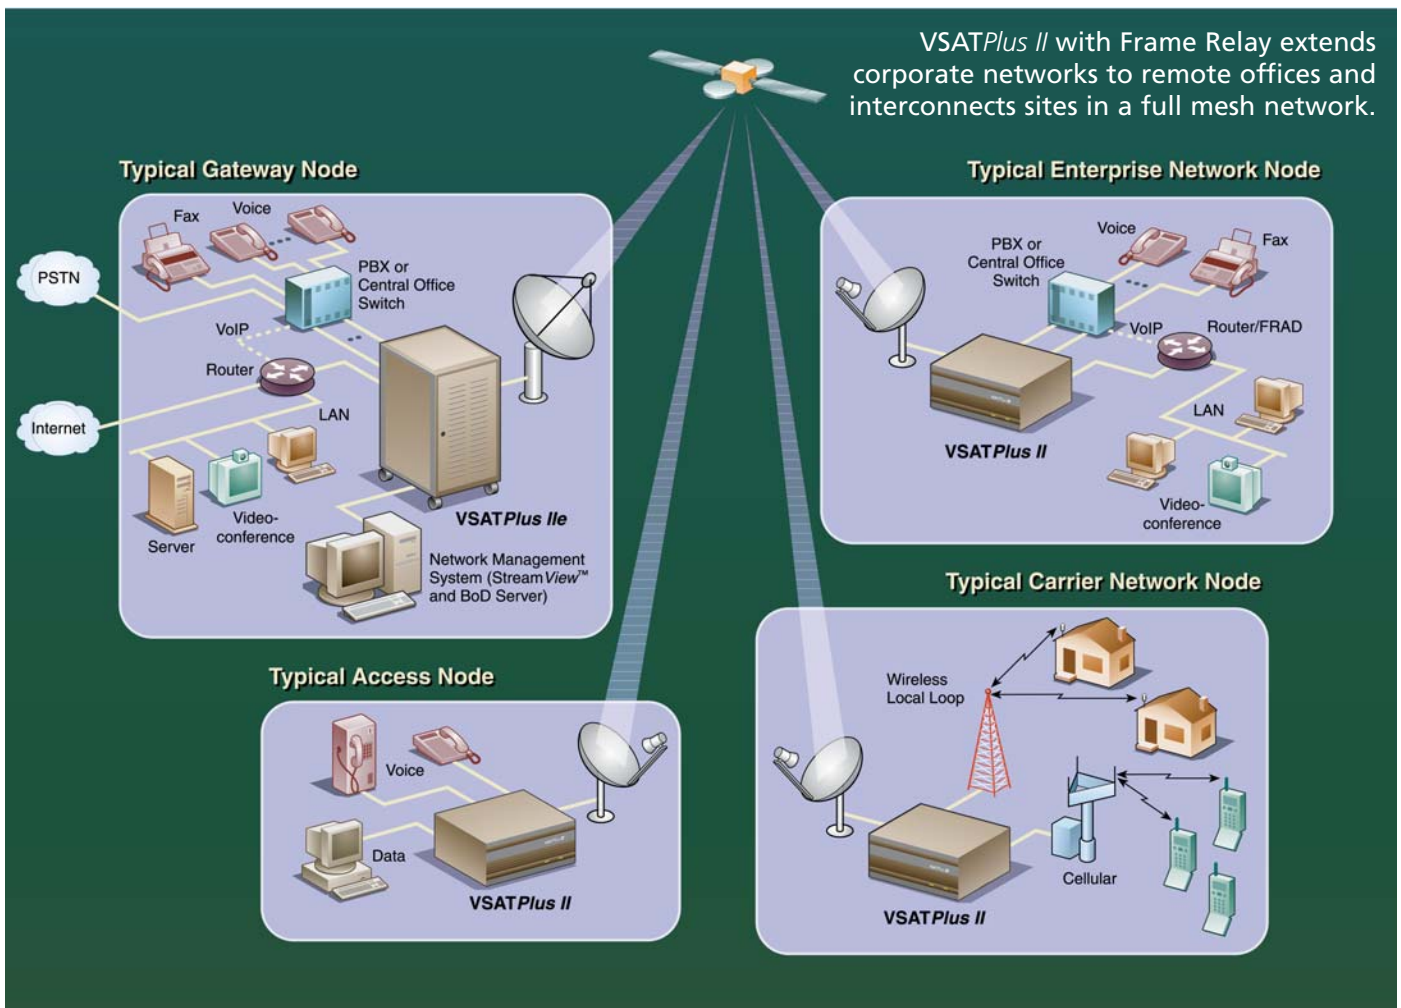 VSATPlus II with Frame Relay extends
corporate networks to remote offices and
interconnects sites in a full mesh network.
Typical Gateway Node
Fax
Voice
PSTN
PBX or
Central Office
Switch
VoIP
Router
Internet
LAN
Server
Video-
conference
VSATPlus IIe
Network Management
System (StreamView™
and BoD Server)
Typical Enterprise Network Node
Voice
Fax
PBX or
Central Office
Switch
VoIP
Router/FRAD
LAN
VSATPlus II
Video-
conference
Typical Access Node
Voice
Data
VSATPlus II
Typical Carrier Network Node
Wireless
Local Loop
Cellular
VSATPlus II